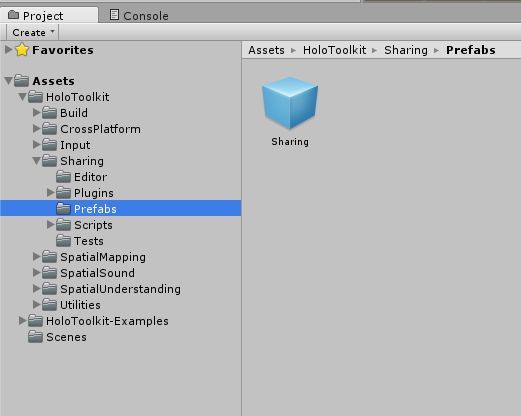 Project
Console
Create
Favorites
Assets
HoloToolkit
Build
CrossPlatform
Input
Sharing
Editor
Plugins
Prefabs
Scripts
Tests
SpatialMapping
SpatialSound
SpatialUnderstanding
Utilities
HoloToolkit-Examples
Scenes
Assets HoloToolkit Sharing Prefabs
Sharing